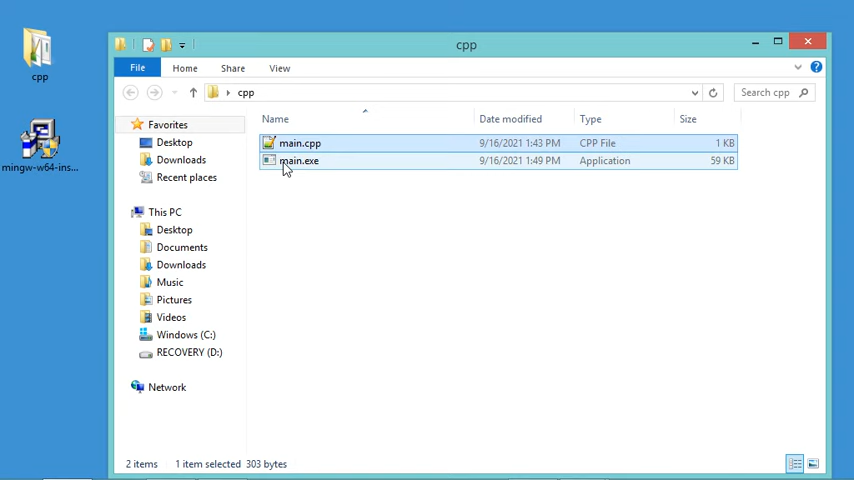 cpp
mingw-w64-ins...
cpp
File Home Share View
cpp
Search cpp
Name Date modified Type Size
main.cpp 9/16/2021 1:43 PM CPP File 1 KB
main.exe 9/16/2021 1:49 PM Application 59 KB
Favorites
Desktop
Downloads
Recent places
This PC
Desktop
Documents
Downloads
Music
Pictures
Videos
Windows (C:)
RECOVERY (D:)
Network
2 items 1 item selected 303 bytes